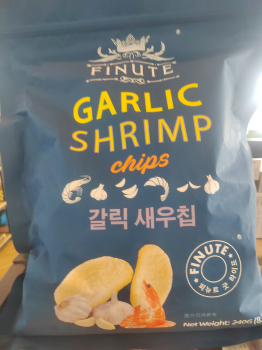 FINUTE
GARLIC
SHRIMP
chips
갈릭 새우칩
FINUTE
Net Weight: 240G